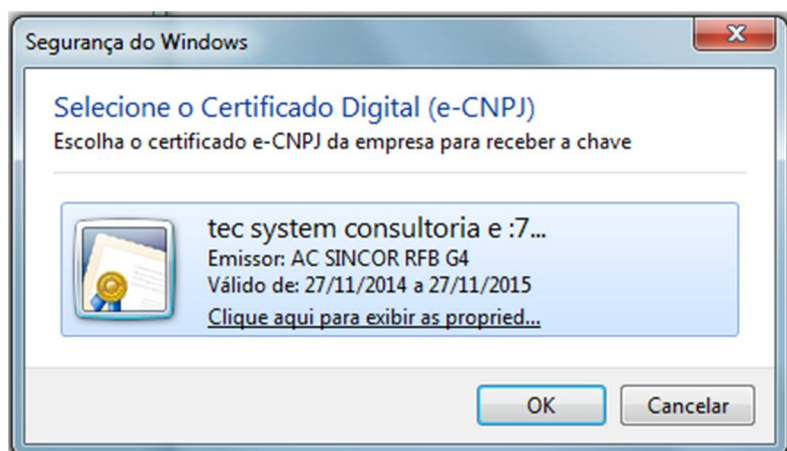 Segurança do Windows
Selecione o Certificado Digital (e-CNPJ)
Escolha o certificado e-CNPJ da empresa para receber a chave
tec system consultoria e :7...
Emissor: AC SINCOR RFB G4
Válido de: 27/11/2014 a 27/11/2015
Clique aqui para exibir as propried...
OK
Cancelar